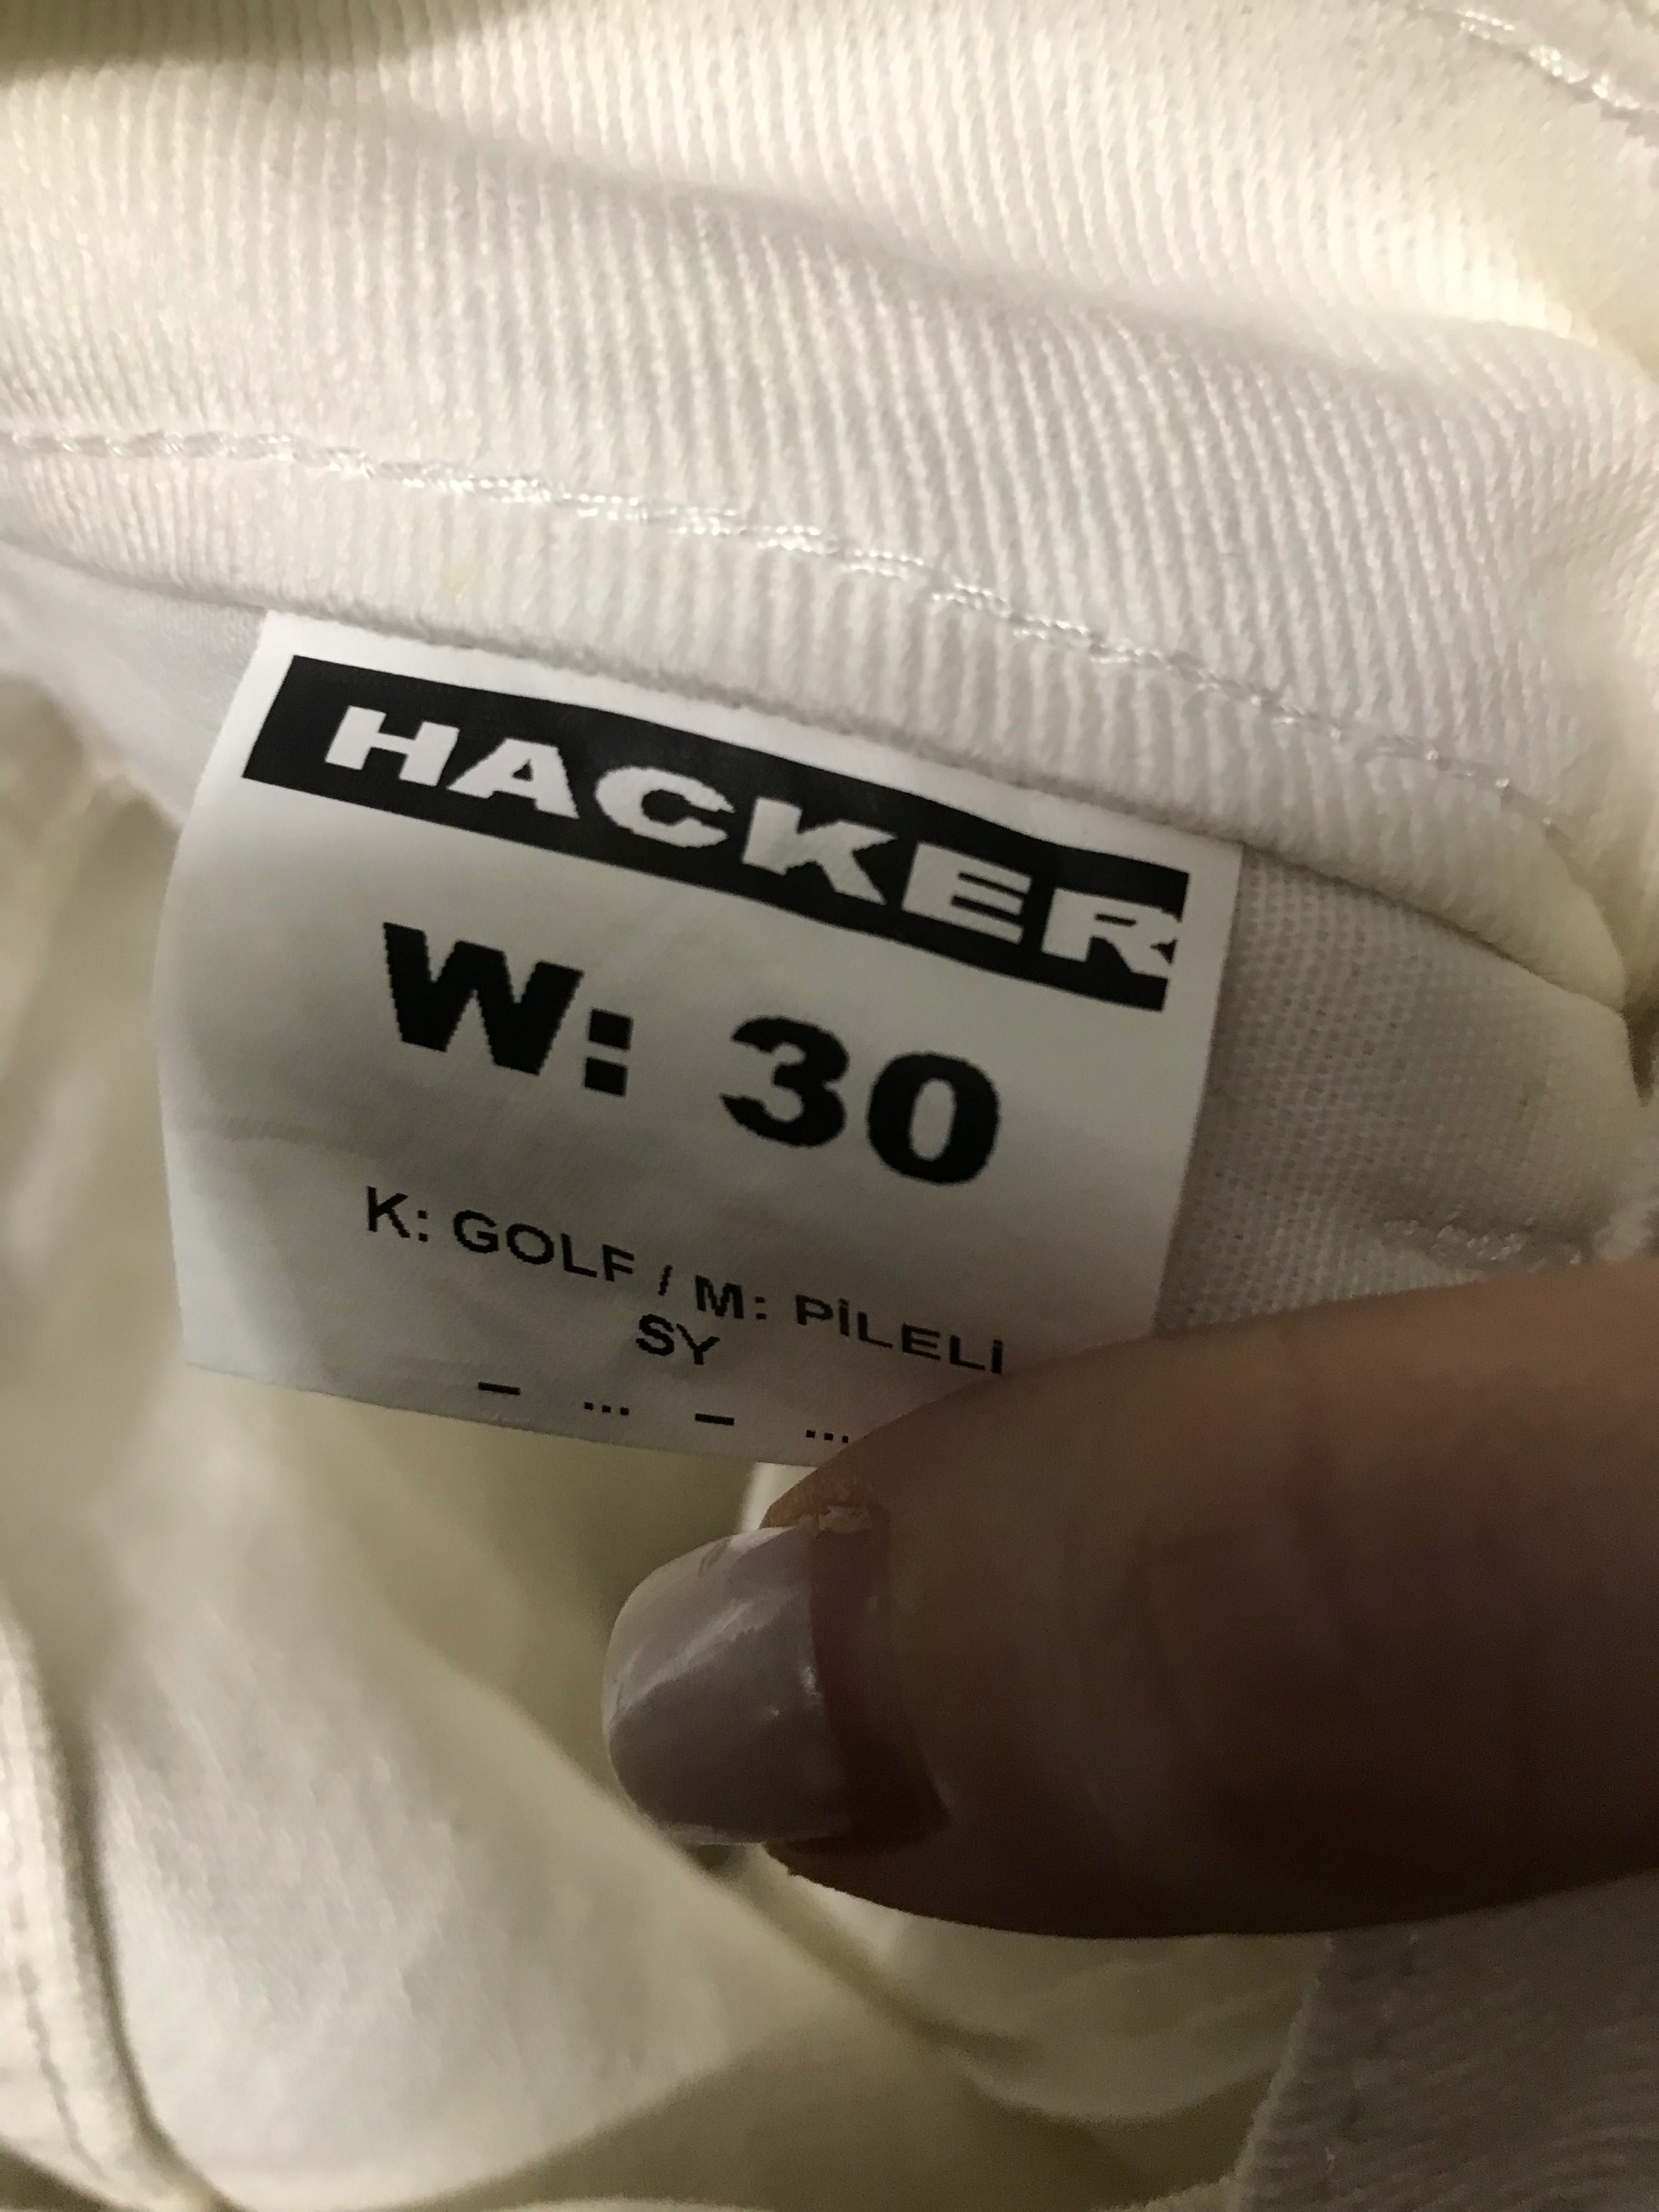 HACKER
W: 30
K: GOLF / M: PİLELİ
SY
– ... – ...